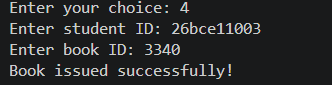 Enter your choice: 4
Enter student ID: 26bce11003
Enter book ID: 3340
Book issued successfully!